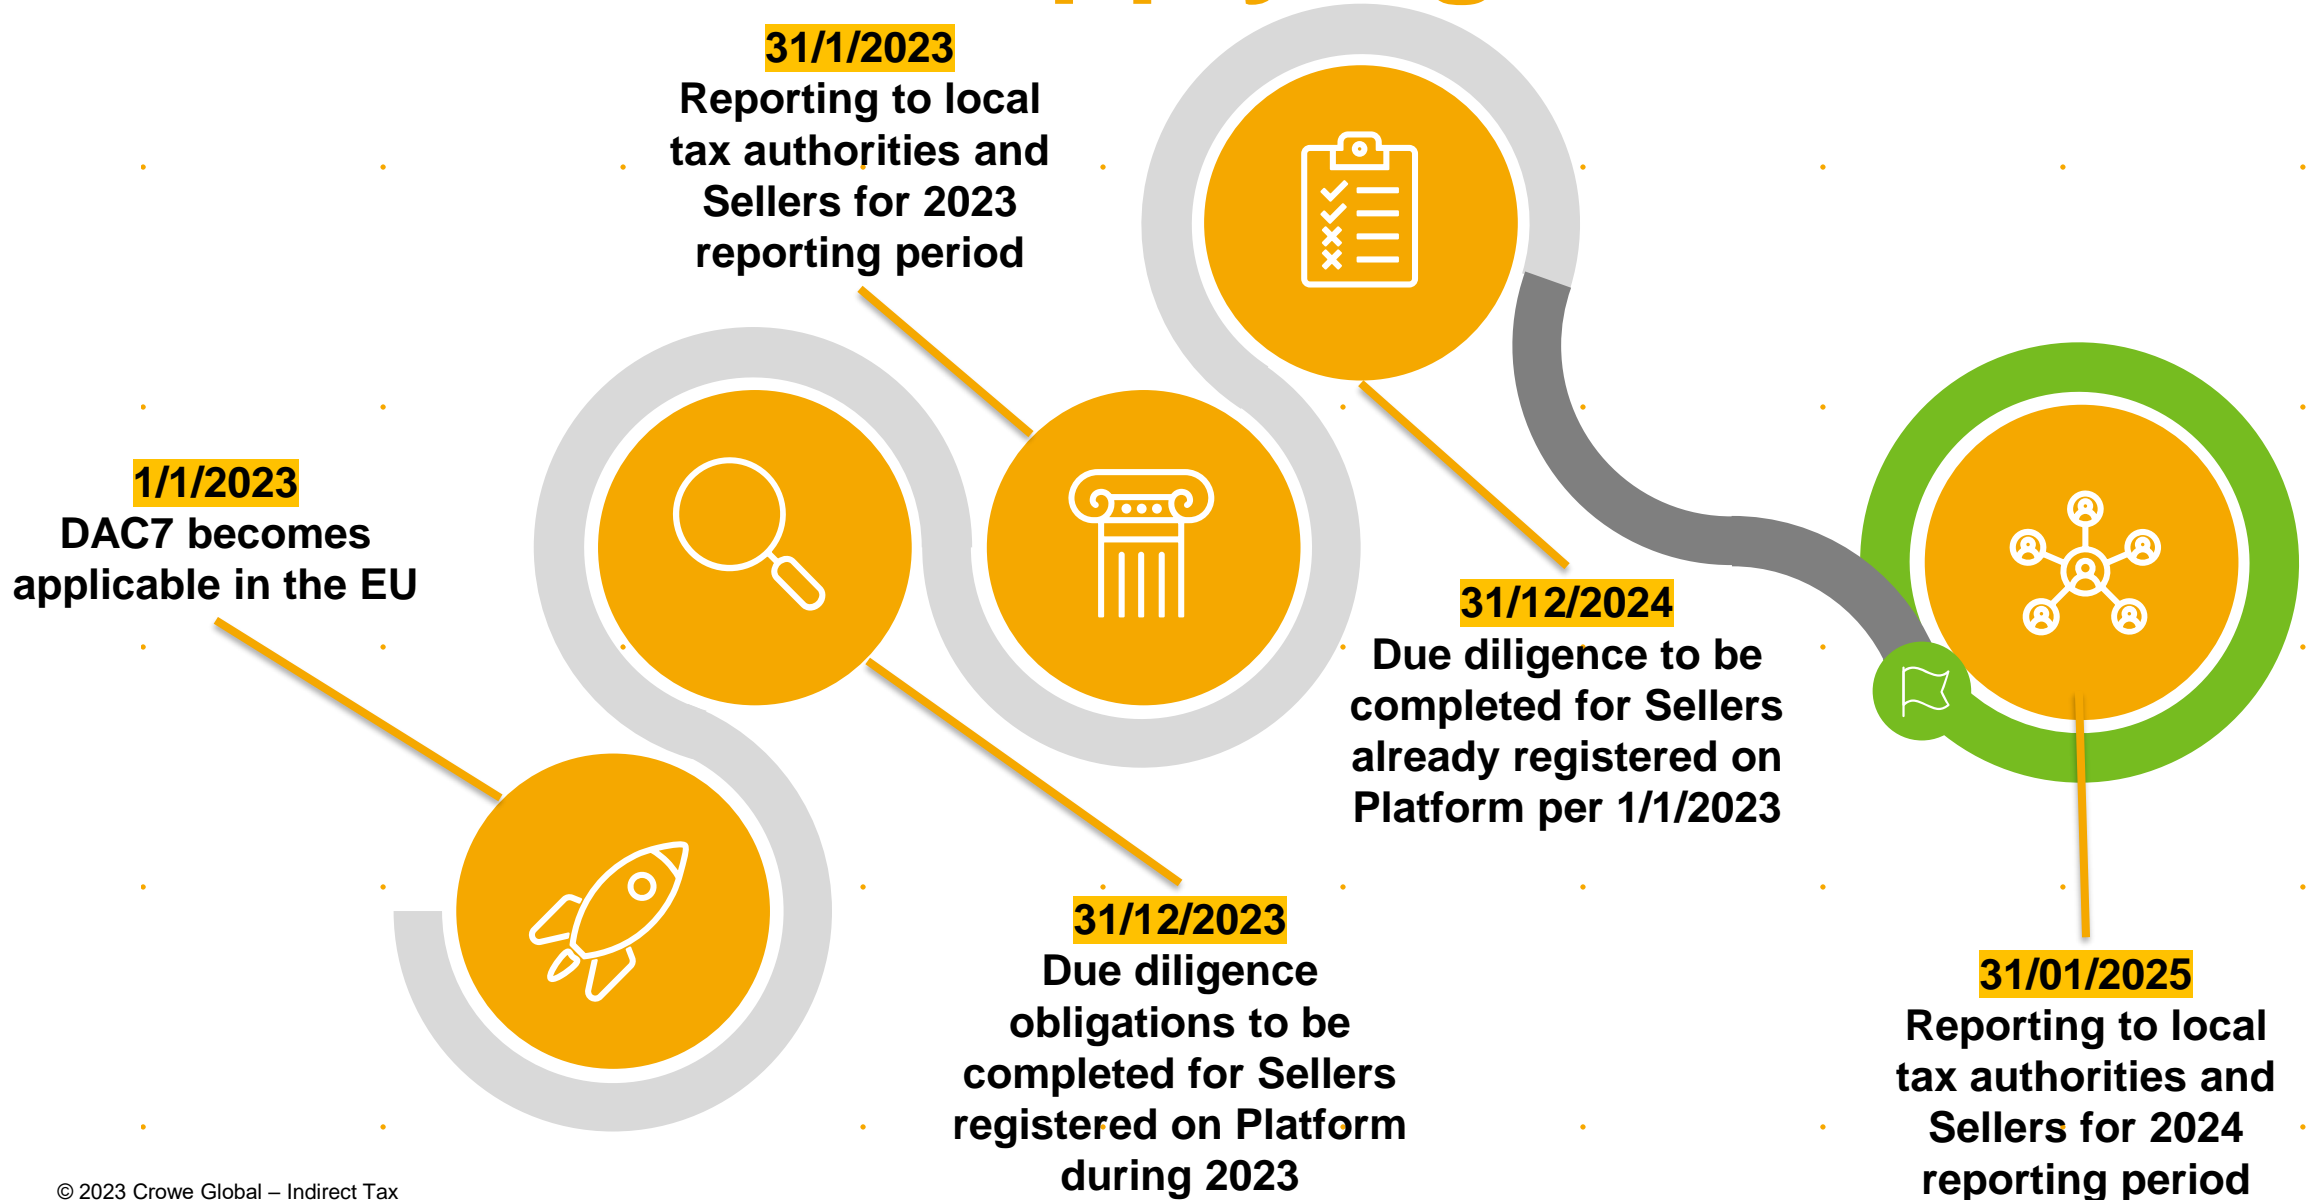 31/1/2023
Reporting to local
tax authorities and
Sellers for 2023
reporting period
1/1/2023
DAC7 becomes
applicable in the EU
31/12/2024
Due diligence to be
completed for Sellers
already registered on
Platform per 1/1/2023
31/12/2023
Due diligence
obligations to be
completed for Sellers
registered on Platform
during 2023
31/01/2025
Reporting to local
tax authorities and
Sellers for 2024
reporting period
© 2023 Crowe Global – Indirect Tax